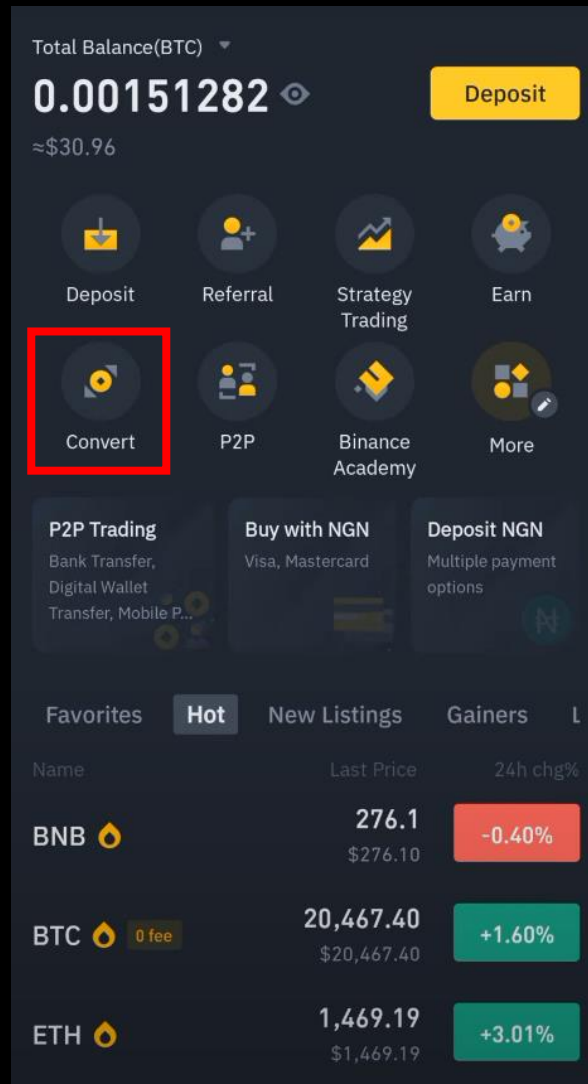 Total Balance(BTC)
0.00151282
Deposit
≈$30.96
Deposit
Referral
Strategy
Trading
Earn
Convert
P2P
Binance
Academy
More
P2P Trading
Bank Transfer,
Digital Wallet
Transfer, Mobile P...
Buy with NGN
Visa, Mastercard
Deposit NGN
Multiple payment
options
Favorites Hot New Listings Gainers L
Name Last Price 24h chg%
BNB 276.1 -0.40%
$276.10
BTC 0 fee 20,467.40 +1.60%
$20,467.40
ETH 1,469.19 +3.01%
$1,469.19